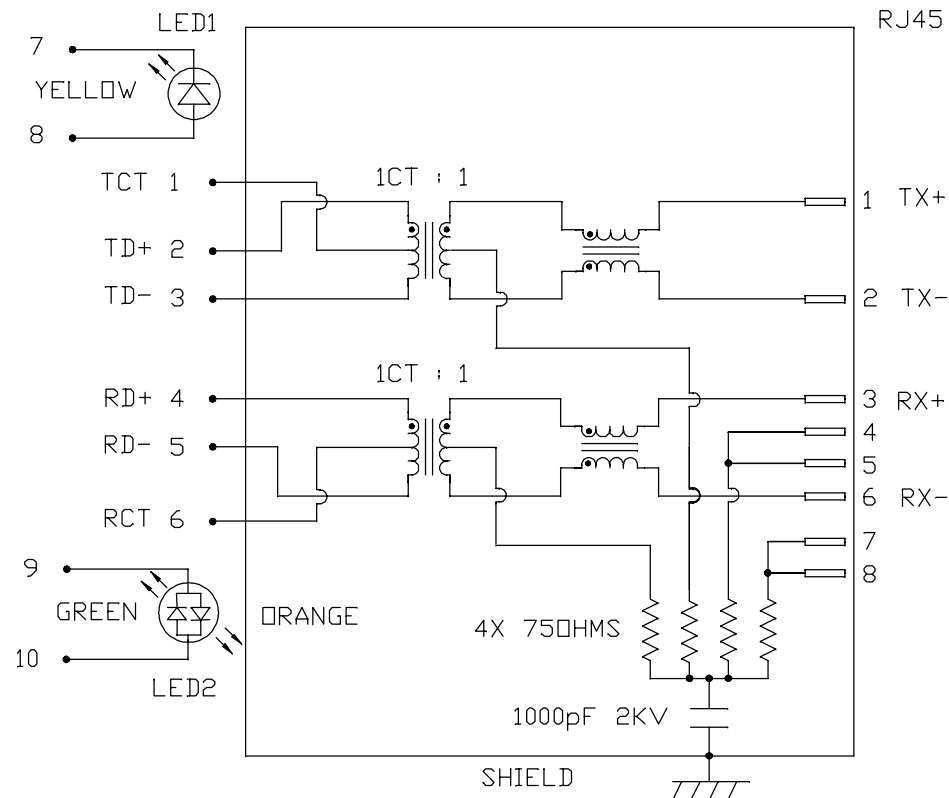 LED1
RJ45
7
YELLOW
8
TCT 1
1CT : 1
1 TX+
TD+ 2
TD- 3
2 TX-
1CT : 1
RD+ 4
3 RX+
4
RD- 5
5
6 RX-
RCT 6
7
9
8
GREEN
ORANGE
4X 75OHMS
10
LED2
1000pF 2KV
SHIELD